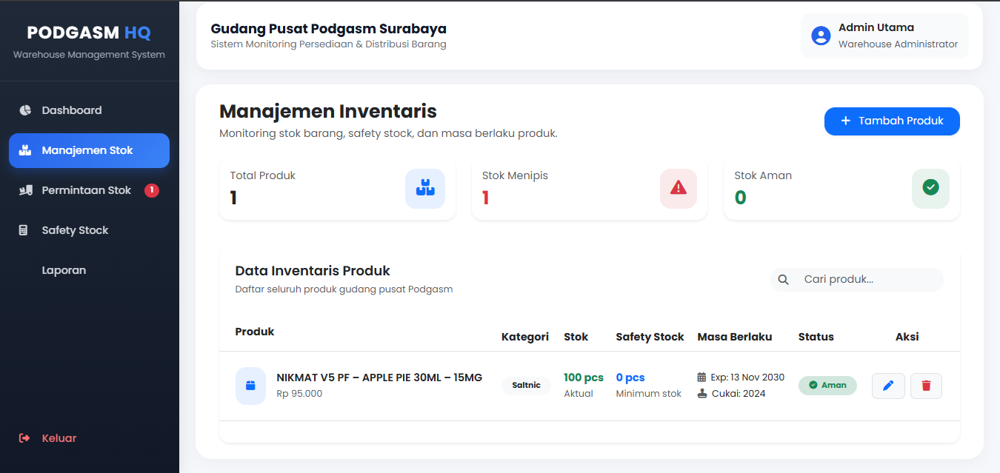 PODGASM HQ
Warehouse Management System
Dashboard
Manajemen Stok
Permintaan Stok 1
Safety Stock
Laporan
Keluar
Gudang Pusat Podgasm Surabaya
Sistem Monitoring Persediaan & Distribusi Barang
Admin Utama
Warehouse Administrator
Manajemen Inventaris
Monitoring stok barang, safety stock, dan masa berlaku produk.
+ Tambah Produk
Total Produk
1
Stok Menipis
1
Stok Aman
0
Data Inventaris Produk
Daftar seluruh produk gudang pusat Podgasm
Cari produk...
Produk Kategori Stok Safety Stock Masa Berlaku Status Aksi
NIKMAT V5 PF – APPLE PIE 30ML – 15MG
Rp 95.000
Saltnic
100 pcs
Aktual
0 pcs
Minimum stok
Exp: 13 Nov 2030
Cukai: 2024
Aman